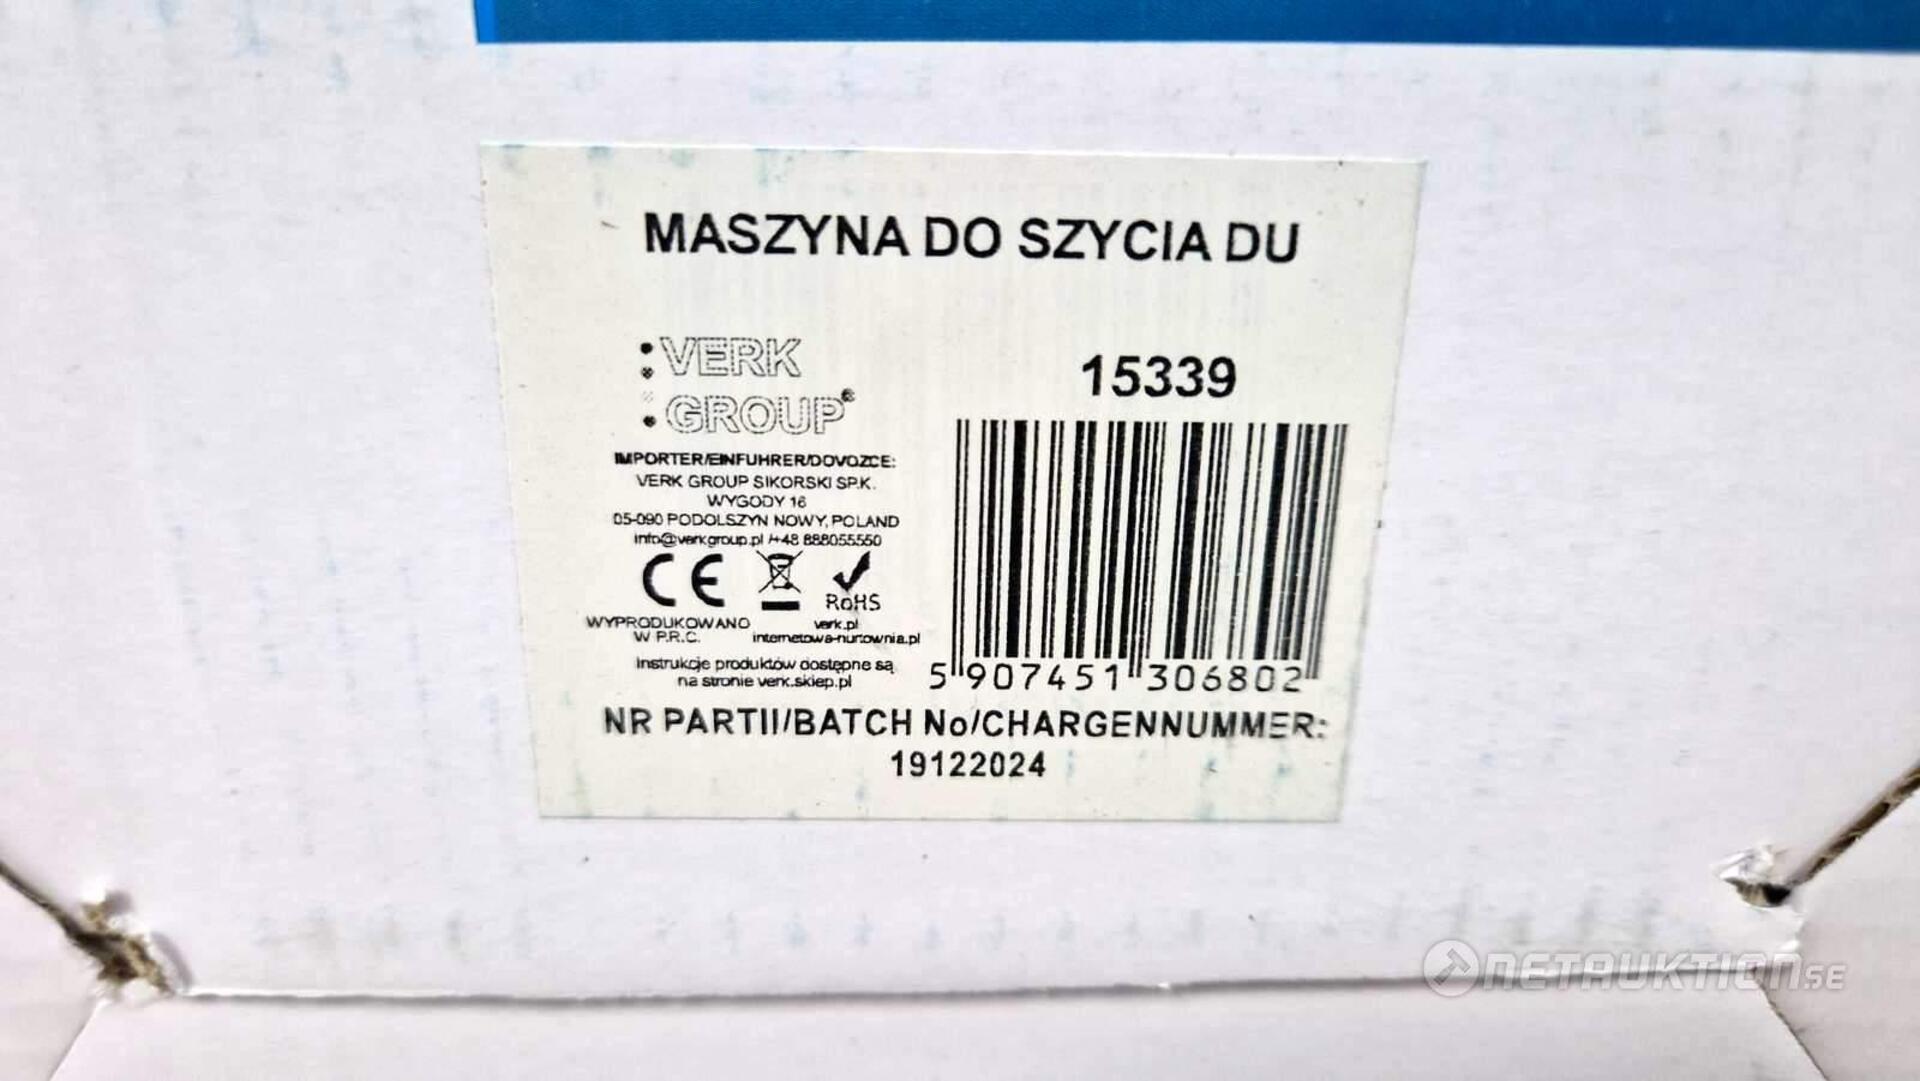 MASZYNA DO SZYCIA DU
VERK
GROUP®
15339
IMPORTER/EINFUHRER/DOVOZCE:
VERK GROUP SIKORSKI SP.K.
WYGODY 16
05-090 PODOLSZYN NOWY, POLAND
info@verkgroup.pl /+48 888055550
CE
RoHS
WYPRODUKOWANO
W P.R.C.
verk.pl
internetowa-hurtownia.pl
Instrukcje produktów dostępne są
na stronie verk.sklep.pl
5 907451 306802
NR PARTII/BATCH No/CHARGENNUMMER:
19122024
NETAUKTION.SE